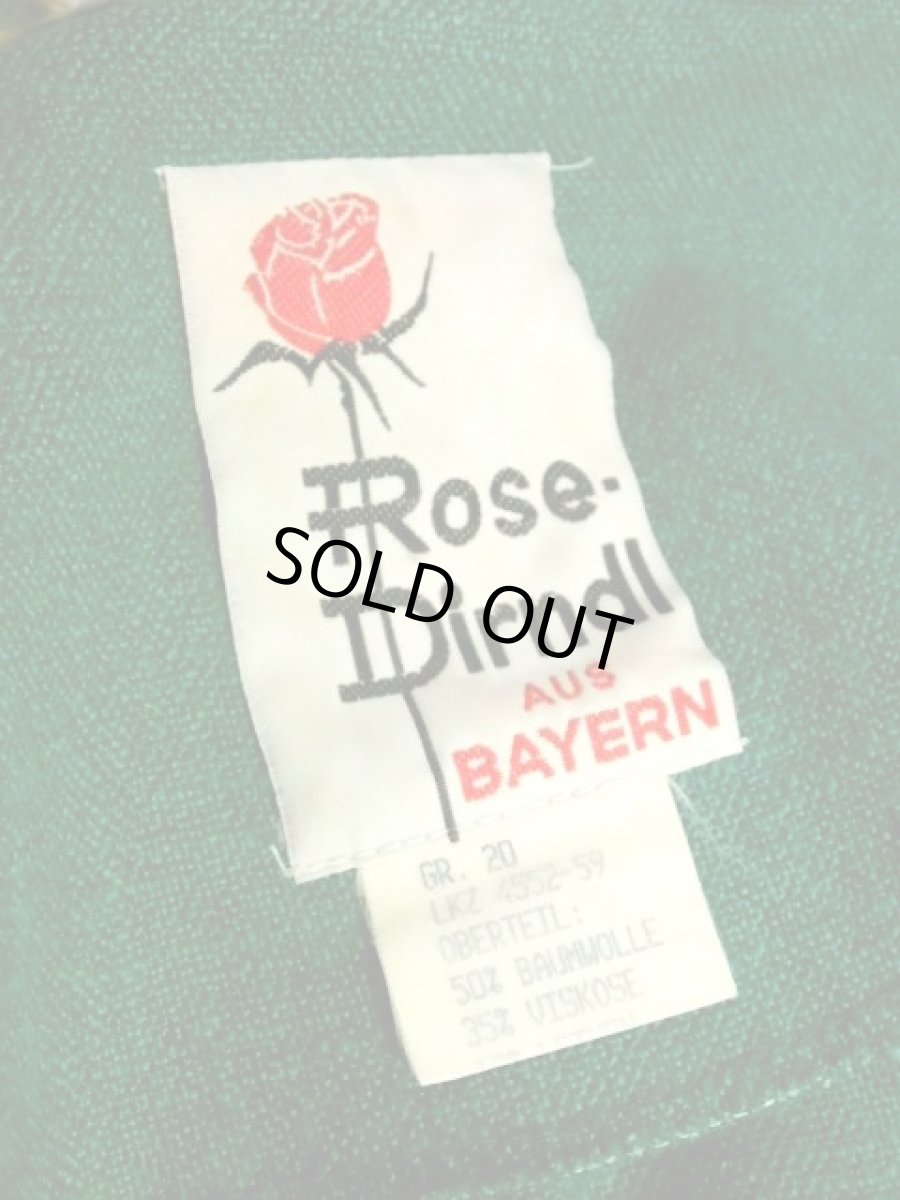 Rose-
Dirndl
SOLD OUT
AUS
BAYERN
GR. 20
LKZ 4552-59
OBERTEIL:
50% BAUMWOLLE
35% VISKOSE